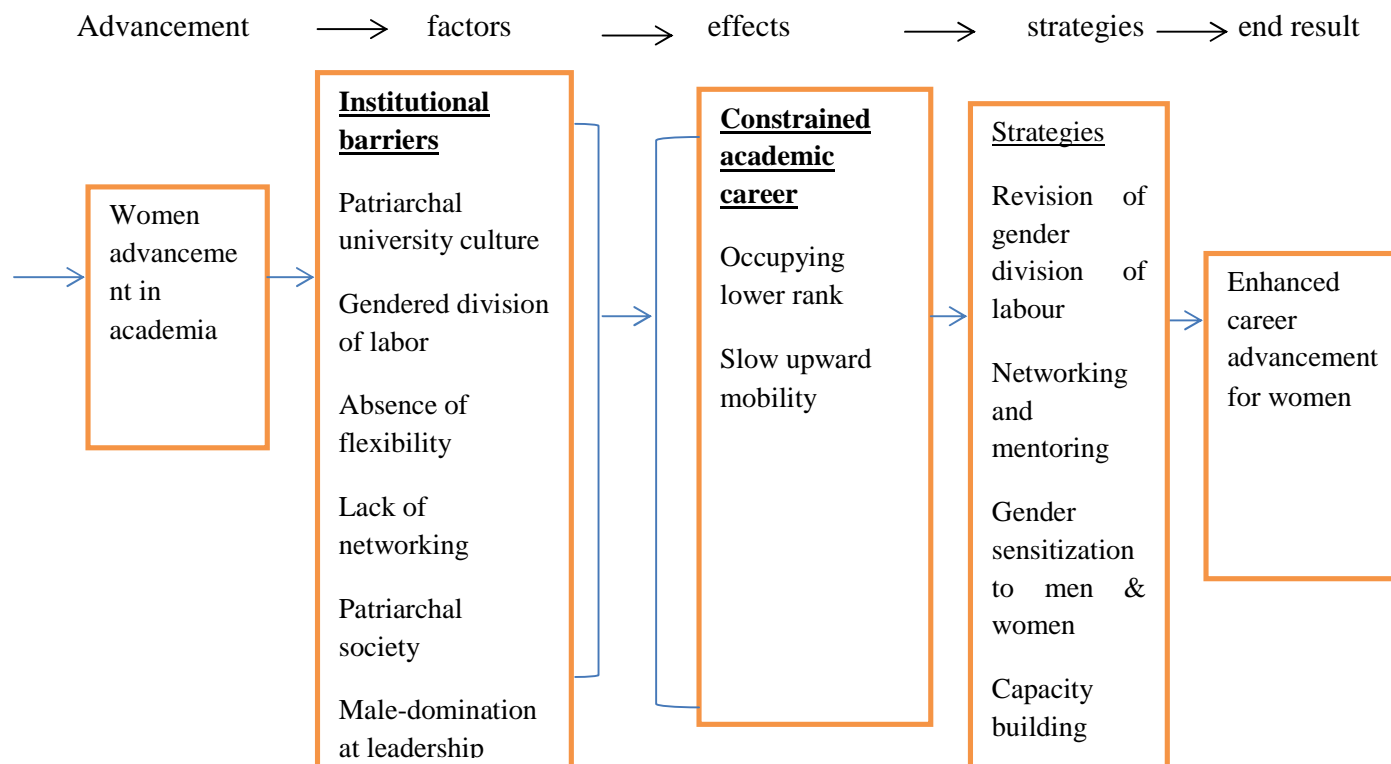 Advancement factors effects strategies end result
Women
advanceme
nt in
academia
Institutional
barriers
Patriarchal
university culture
Gendered division
of labor
Absence of
flexibility
Lack of
networking
Patriarchal
society
Male-domination
at leadership
Constrained
academic
career
Occupying
lower rank
Slow upward
mobility
Strategies
Revision of
gender
division of
labour
Networking
and
mentoring
Gender
sensitization
to men &
women
Capacity
building
Enhanced
career
advancement
for women